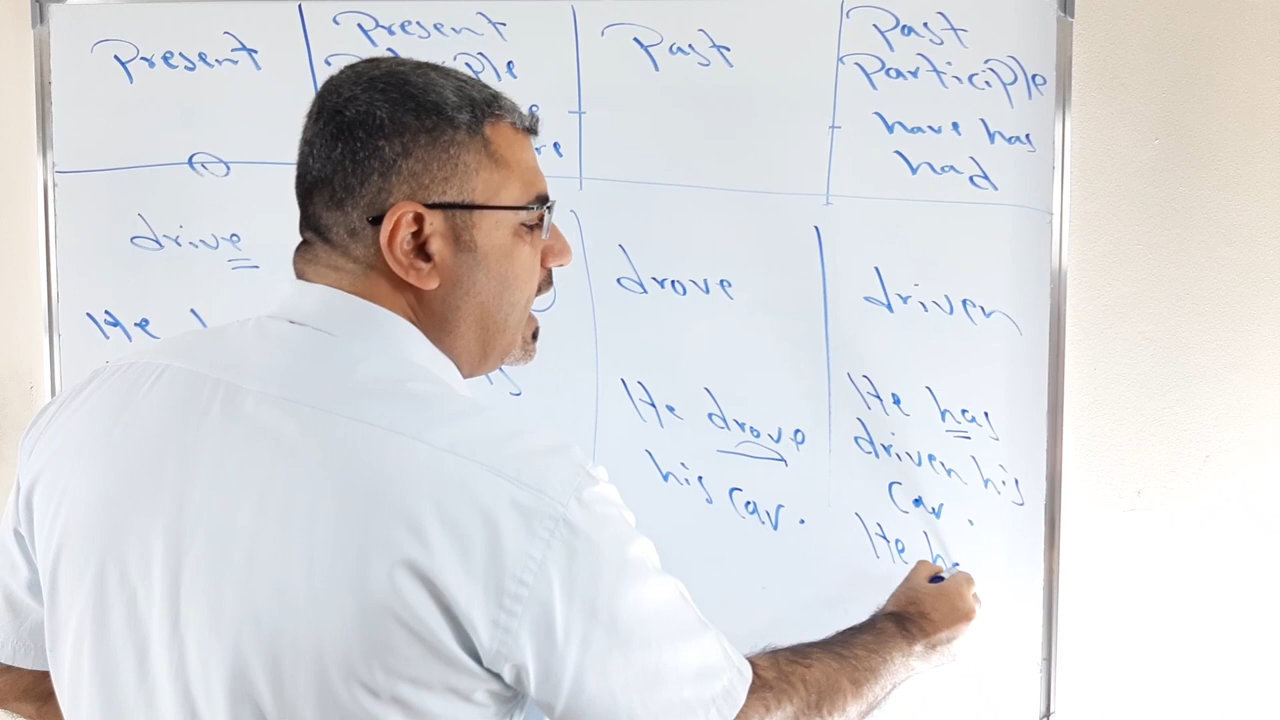 Present
Present
Past
Past
Participle
have has
had
drive
drove
driven
He
He drove
his car.
He has
driven his
car.
He